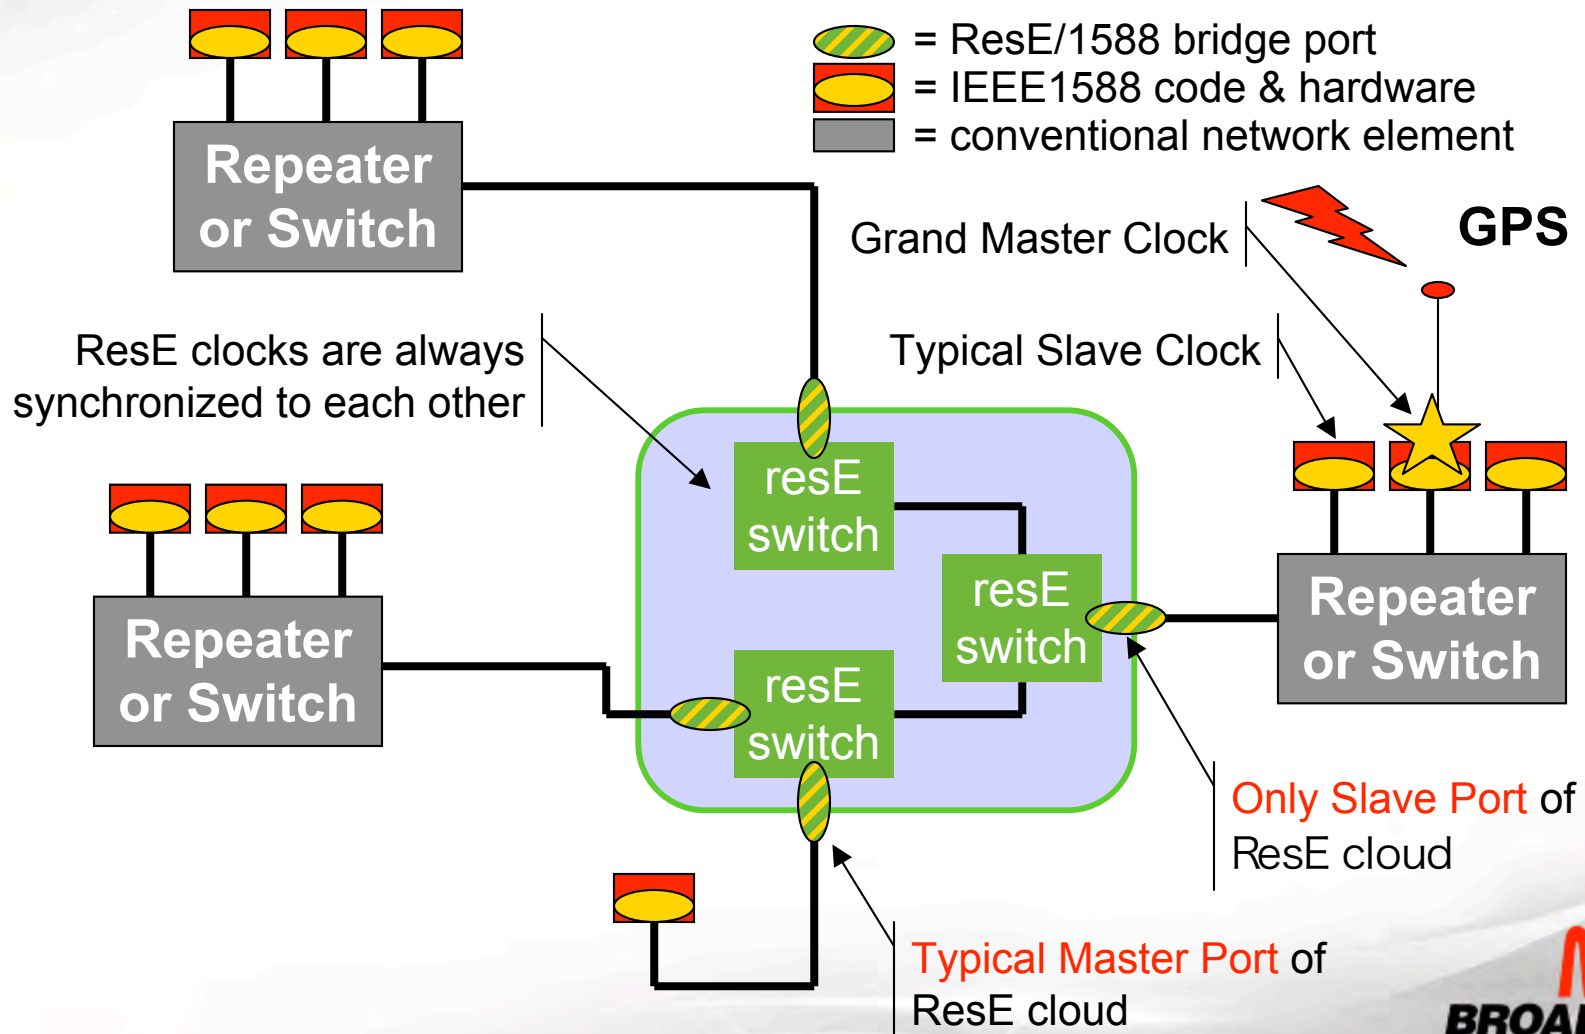 = ResE/1588 bridge port
= IEEE1588 code & hardware
= conventional network element
Repeater
or Switch
Grand Master Clock
GPS
ResE clocks are always
synchronized to each other
Typical Slave Clock
resE
switch
resE
switch
Repeater
or Switch
Repeater
or Switch
resE
switch
Only Slave Port of
ResE cloud
Typical Master Port of
ResE cloud